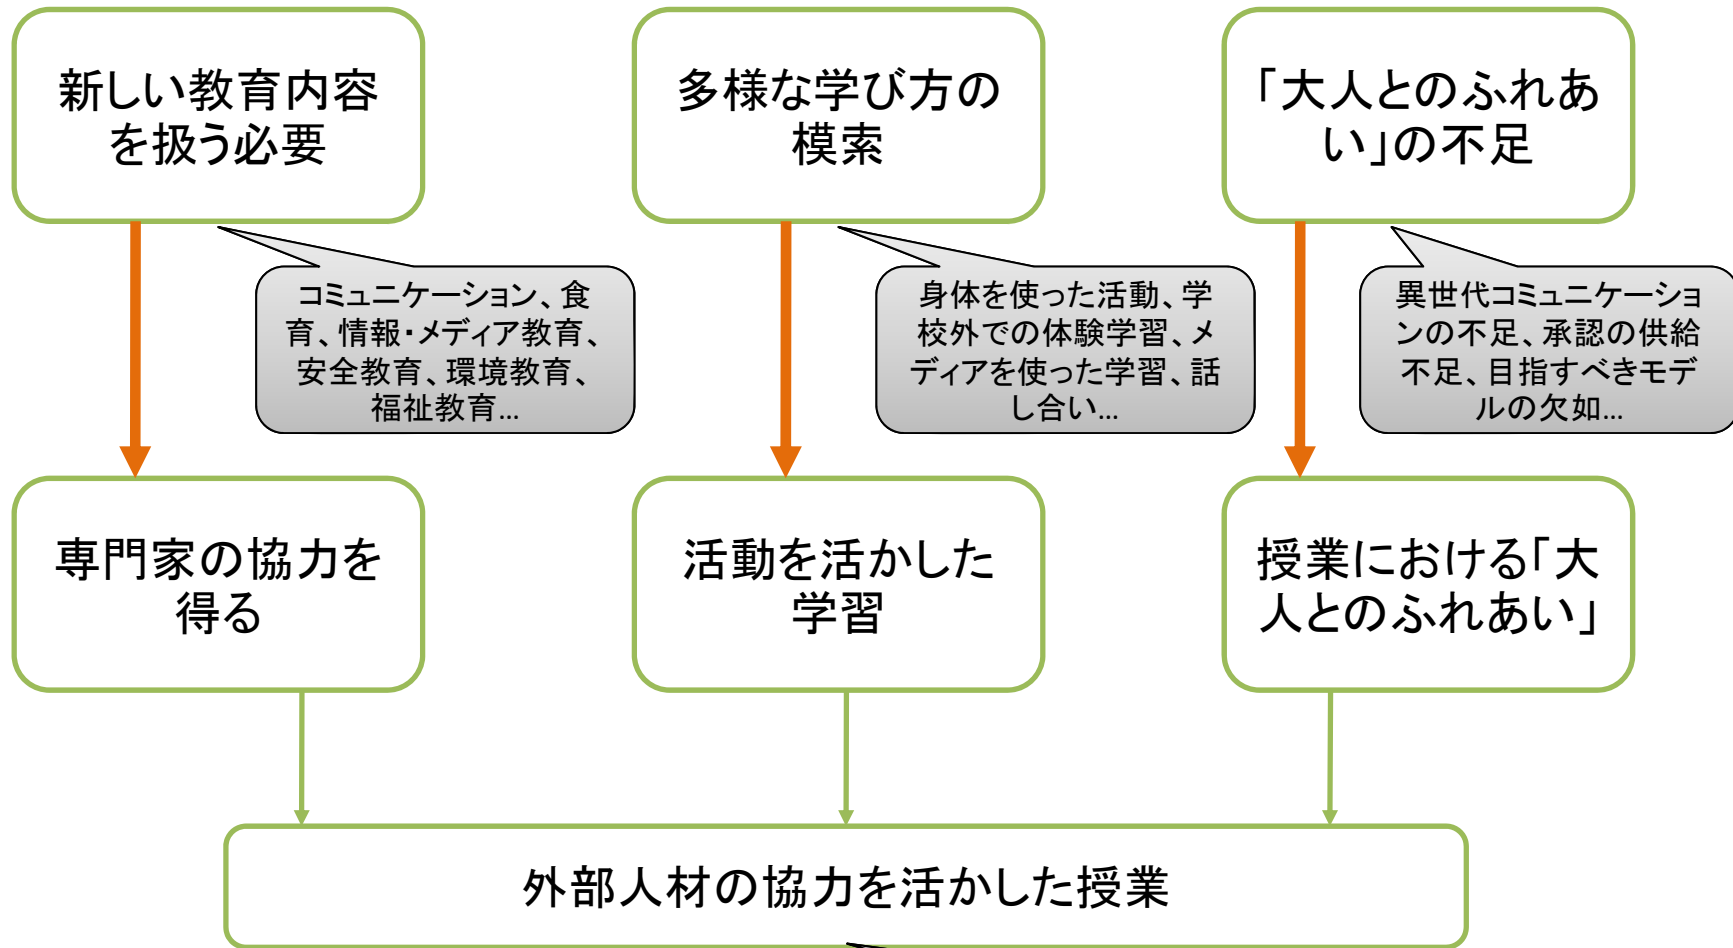 新しい教育内容
を扱う必要
多様な学び方の
模索
「大人とのふれあ
い」の不足
コミュニケーション、食
育、情報・メディア教育、
安全教育、環境教育、
福祉教育…
身体を使った活動、学
校外での体験学習、メ
ディアを使った学習、話
し合い…
異世代コミュニケーショ
ンの不足、承認の供給
不足、目指すべきモデ
ルの欠如…
専門家の協力を
得る
活動を活かした
学習
授業における「大
人とのふれあい」
外部人材の協力を活かした授業